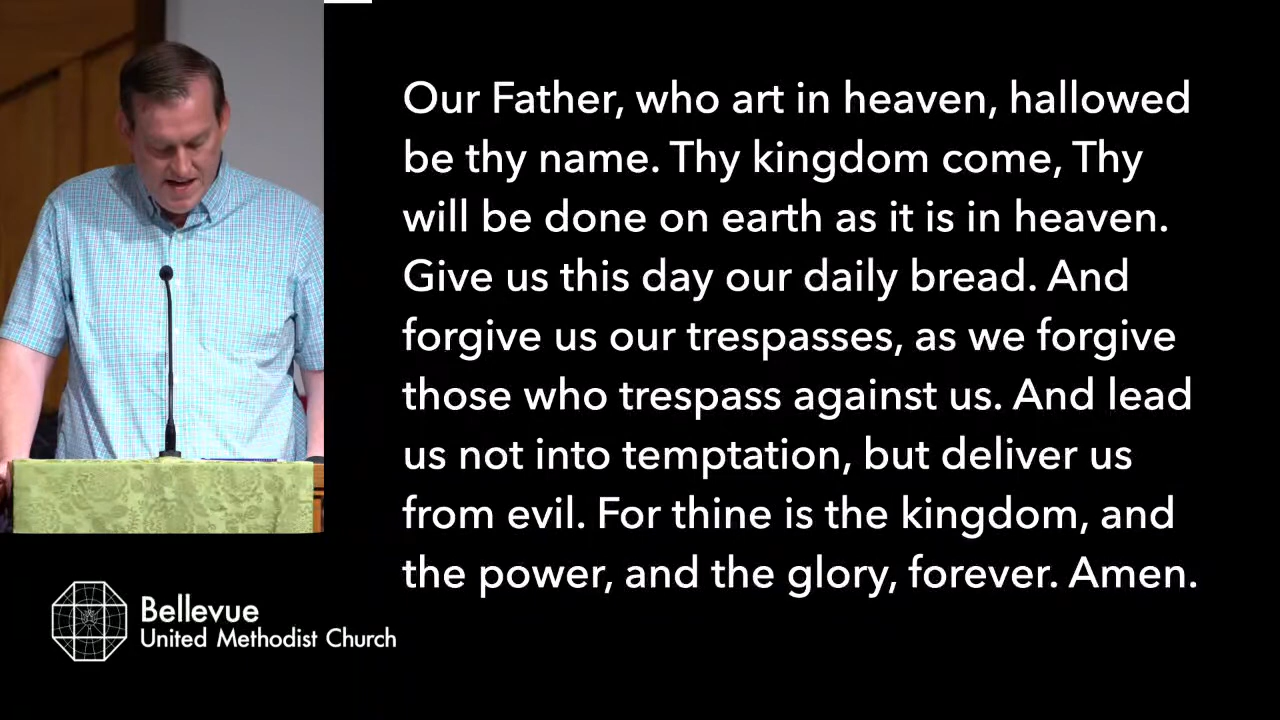 Our Father, who art in heaven, hallowed
be thy name. Thy kingdom come, Thy
will be done on earth as it is in heaven.
Give us this day our daily bread. And
forgive us our trespasses, as we forgive
those who trespass against us. And lead
us not into temptation, but deliver us
from evil. For thine is the kingdom, and
the power, and the glory, forever. Amen.
Bellevue
United Methodist Church